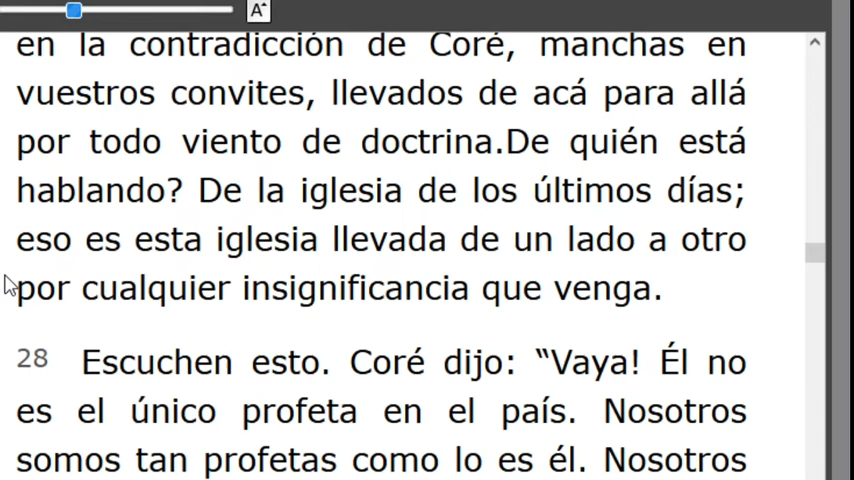 A
en la contradicción de Coré, manchas en
vuestros convites, llevados de acá para allá
por todo viento de doctrina.De quién está
hablando? De la iglesia de los últimos días;
eso es esta iglesia llevada de un lado a otro
por cualquier insignificancia que venga.
28 Escuchen esto. Coré dijo: “Vaya! Él no
es el único profeta en el país. Nosotros
somos tan profetas como lo es él. Nosotros